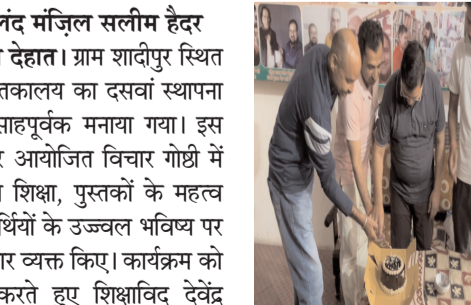 लंद मंज़िल सलीम हैदर
देहात। ग्राम शादीपुर स्थित
तकालय का दसवां स्थापना
साहपूर्वक मनाया गया। इस
आयोजित विचार गोष्ठी में
शिक्षा, पुस्तकों के महत्व
र्थियों के उज्ज्वल भविष्य पर
र व्यक्त किए। कार्यक्रम को
करते हुए शिक्षाविद देवेंद्र